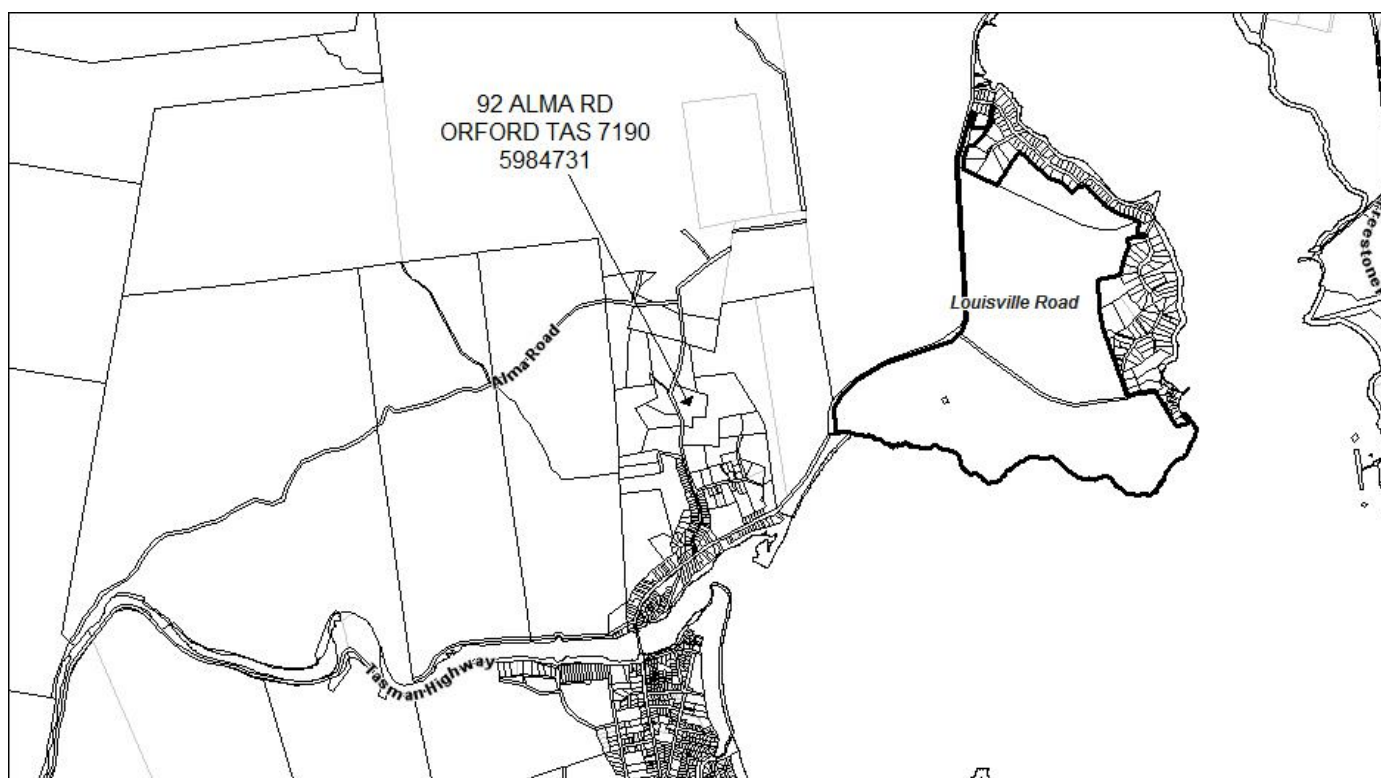 92 ALMA RD
ORFORD TAS 7190
5984731
Louisville Road
Alma Road
Tasman Highway